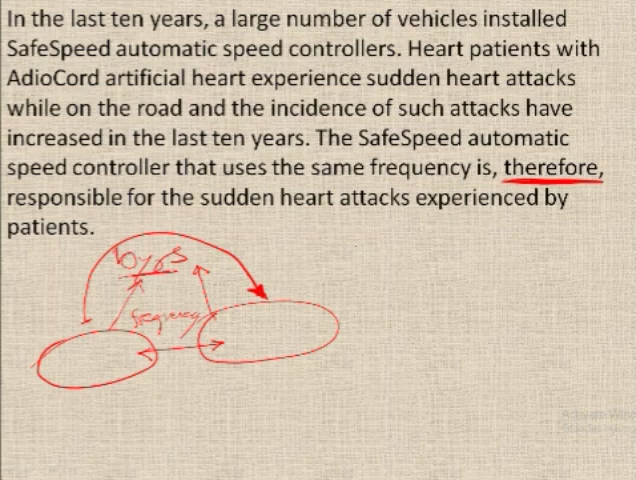 In the last ten years, a large number of vehicles installed
SafeSpeed automatic speed controllers. Heart patients with
AdioCord artificial heart experience sudden heart attacks
while on the road and the incidence of such attacks have
increased in the last ten years. The SafeSpeed automatic
speed controller that uses the same frequency is, therefore,
responsible for the sudden heart attacks experienced by
patients.
10 yrs
frequency